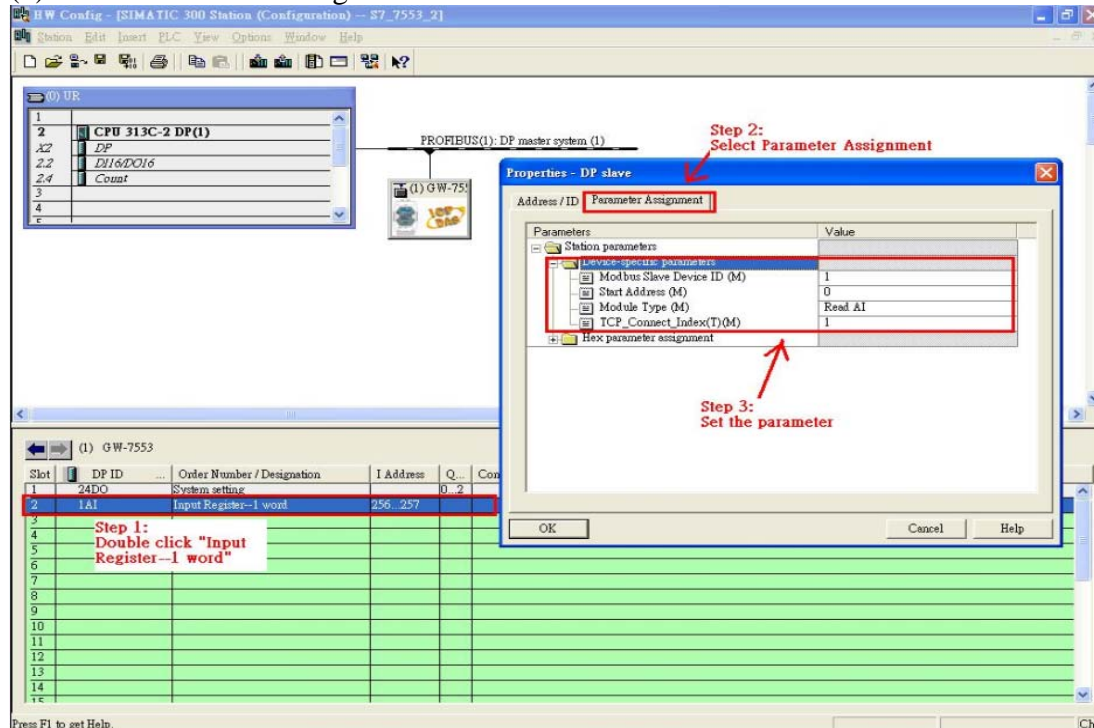 HW Config - [SIMATIC 300 Station (Configuration) -- S7_7553_2]
Station Edit Insert PLC View Options Window Help
(0) UR
1
2 CPU 313C-2 DP(1)
X2 DP
2.2 DI16/DO16
2.4 Count
3
4
PROFIBUS(1): DP master system (1)
(1) GW-755
Step 2:
Select Parameter Assignment
Properties - DP slave
Address / ID Parameter Assignment
Parameters Value
Station parameters
Device-specific parameters
Modbus Slave Device ID (M) 1
Start Address (M) 0
Module Type (M) Read AI
TCP_Connect_Index(T)(M) 1
Hex parameter assignment
Step 3:
Set the parameter
OK Cancel Help
(1) GW-7553
Slot DP ID ... Order Number / Designation I Address Q... Con
1 24DO System setting 0...2
2 1AI Input Register--1 word 256...257
3
Step 1:
Double click "Input
Register--1 word"
4
5
6
7
8
9
10
11
12
13
14
15
Press F1 to get Help. Ch